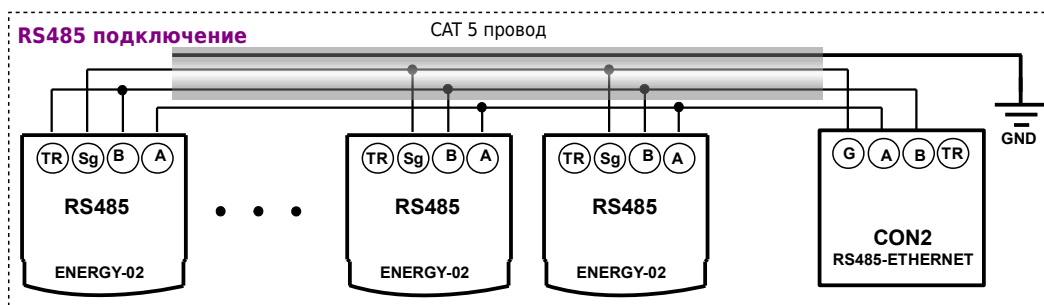 RS485 подключение
CAT 5 провод
GND
TR Sg B A
TR Sg B A
TR Sg B A
G A B TR
RS485
RS485
RS485
CON2
RS485-ETHERNET
ENERGY-02
ENERGY-02
ENERGY-02